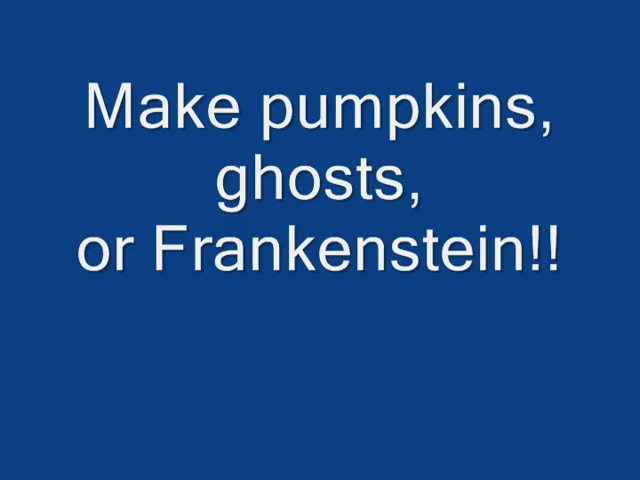 Make pumpkins,
ghosts,
or Frankenstein!!